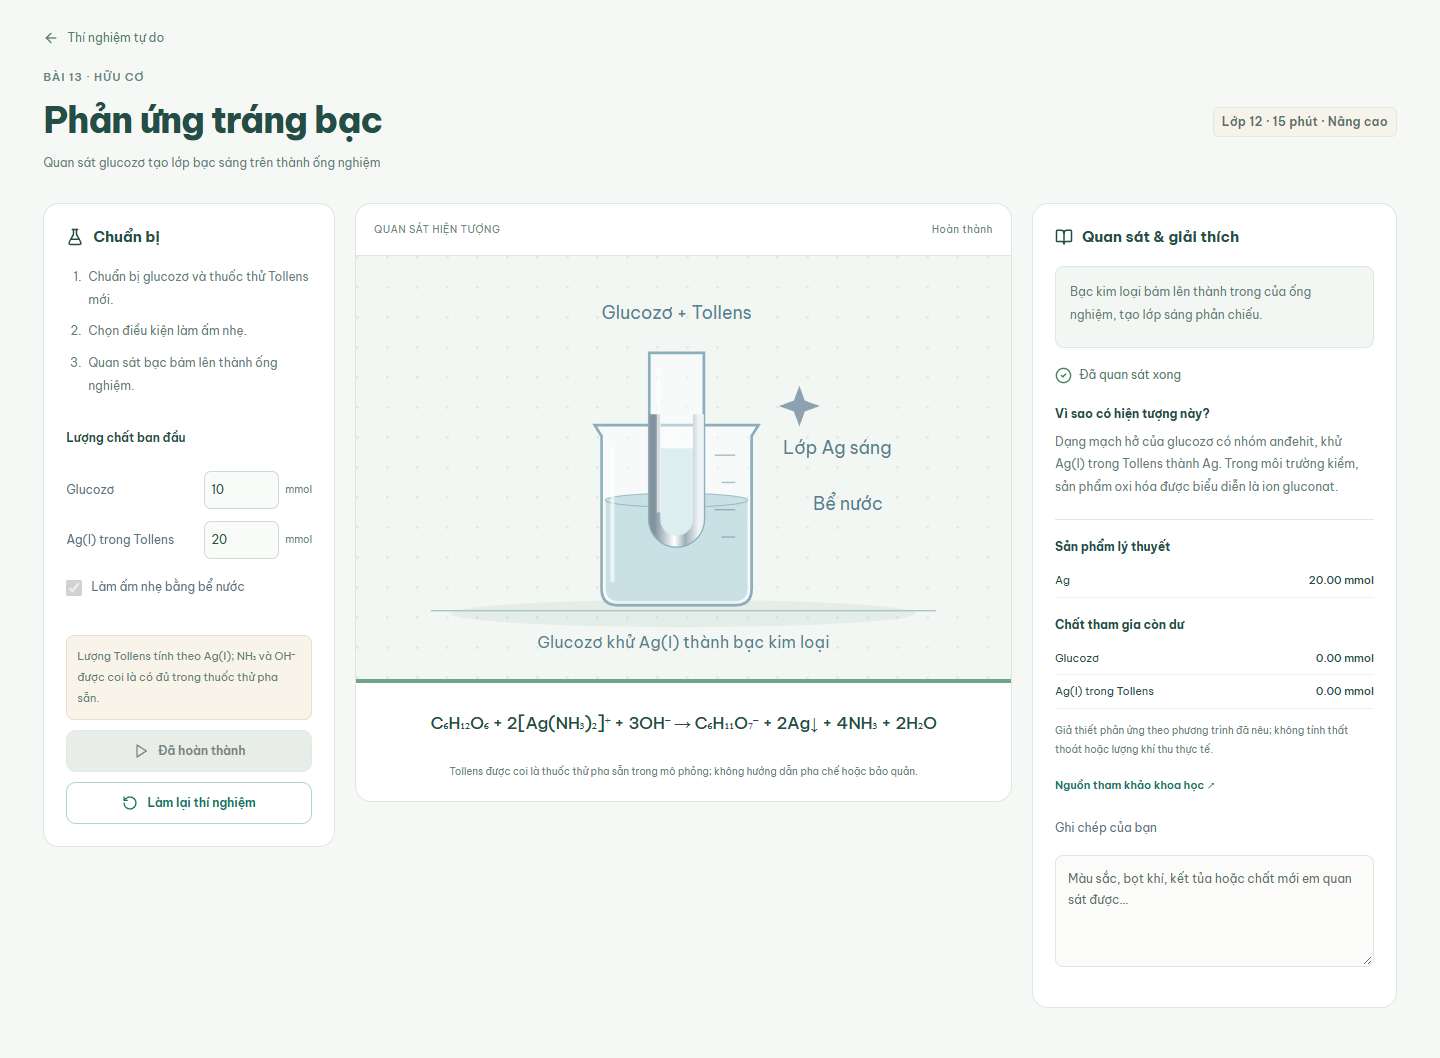 Thí nghiệm tự do
BÀI 13 · HỮU CƠ
Phản ứng tráng bạc
Quan sát glucozơ tạo lớp bạc sáng trên thành ống nghiệm
Lớp 12 · 15 phút · Nâng cao
Chuẩn bị
1. Chuẩn bị glucozơ và thuốc thử Tollens
mới.
2. Chọn điều kiện làm ấm nhẹ.
3. Quan sát bạc bám lên thành ống
nghiệm.
Lượng chất ban đầu
Glucozơ 10 mmol
Ag(I) trong Tollens 20 mmol
Làm ấm nhẹ bằng bể nước
Lượng Tollens tính theo Ag(I); NH₃ và OH⁻
được coi là có đủ trong thuốc thử pha
sẵn.
Đã hoàn thành
Làm lại thí nghiệm
QUAN SÁT HIỆN TƯỢNG
Hoàn thành
Glucozơ + Tollens
Lớp Ag sáng
Bể nước
Glucozơ khử Ag(I) thành bạc kim loại
C₆H₁₂O₆ + 2[Ag(NH₃)₂]⁺ + 3OH⁻ → C₆H₁₁O₇⁻ + 2Ag↓ + 4NH₃ + 2H₂O
Tollens được coi là thuốc thử pha sẵn trong mô phỏng; không hướng dẫn pha chế hoặc bảo quản.
Quan sát & giải thích
Bạc kim loại bám lên thành trong của ống
nghiệm, tạo lớp sáng phản chiếu.
Đã quan sát xong
Vì sao có hiện tượng này?
Dạng mạch hở của glucozơ có nhóm anđehit, khử
Ag(I) trong Tollens thành Ag. Trong môi trường kiềm,
sản phẩm oxi hóa được biểu diễn là ion gluconat.
Sản phẩm lý thuyết
Ag 20.00 mmol
Chất tham gia còn dư
Glucozơ 0.00 mmol
Ag(I) trong Tollens 0.00 mmol
Giả thiết phản ứng theo phương trình đã nêu; không tính thất
thoát hoặc lượng khí thu thực tế.
Nguồn tham khảo khoa học ↗
Ghi chép của bạn
Màu sắc, bọt khí, kết tủa hoặc chất mới em quan
sát được...